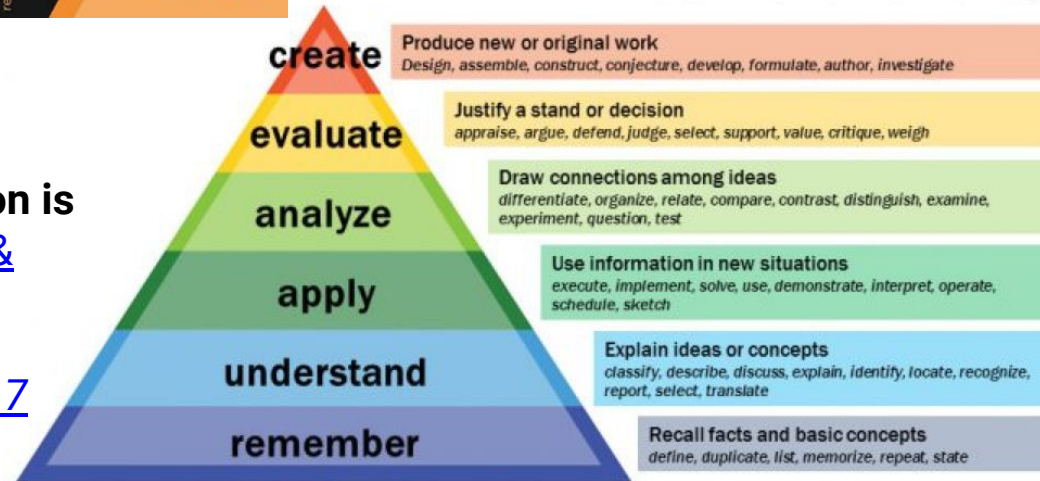 re
create
Produce new or original work
Design, assemble, construct, conjecture, develop, formulate, author, investigate
evaluate
Justify a stand or decision
appraise, argue, defend, judge, select, support, value, critique, weigh
on is
&
7
analyze
Draw connections among ideas
differentiate, organize, relate, compare, contrast, distinguish, examine,
experiment, question, test
apply
Use information in new situations
execute, implement, solve, use, demonstrate, interpret, operate,
schedule, sketch
understand
Explain ideas or concepts
classify, describe, discuss, explain, identify, locate, recognize,
report, select, translate
remember
Recall facts and basic concepts
define, duplicate, list, memorize, repeat, state